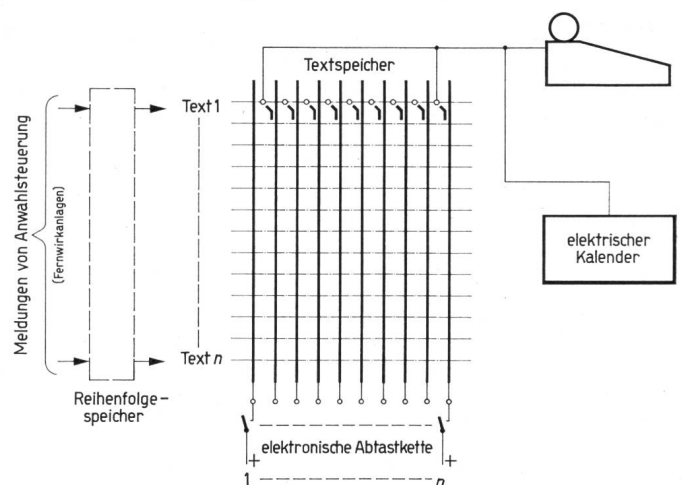 Textspeicher
Meldungen von Anwahlsteuerung
(Fernwirkanlagen)
Text 1
elektrischer
Kalender
Text n
Reihenfolge-
speicher
elektronische Abtastkette
+ +
1 n